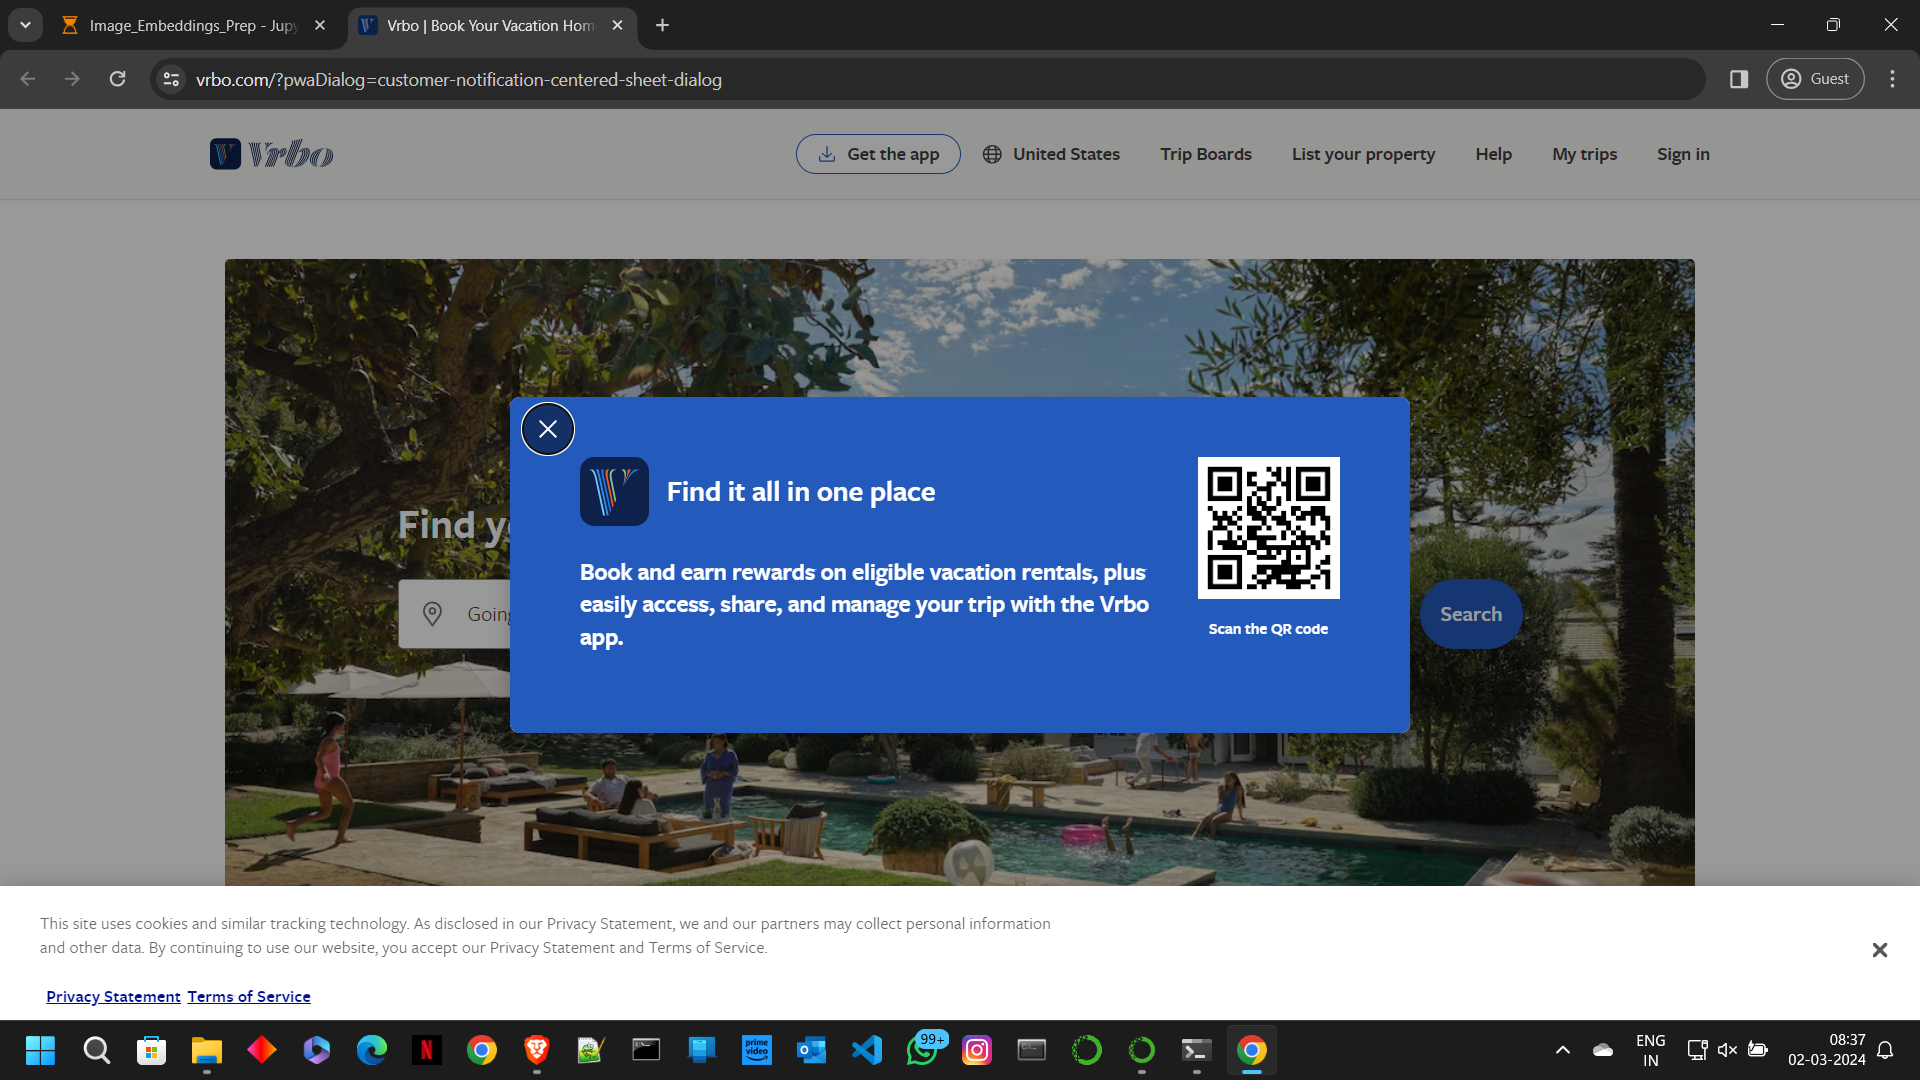 Image_Embeddings_Prep - Jupy
Vrbo | Book Your Vacation Hom
vrbo.com/?pwaDialog=customer-notification-centered-sheet-dialog
Guest
Vrbo
Get the app
United States
Trip Boards
List your property
Help
My trips
Sign in
Find y
Going
Search
Find it all in one place
Book and earn rewards on eligible vacation rentals, plus
easily access, share, and manage your trip with the Vrbo
app.
Scan the QR code
This site uses cookies and similar tracking technology. As disclosed in our Privacy Statement, we and our partners may collect personal information
and other data. By continuing to use our website, you accept our Privacy Statement and Terms of Service.
Privacy Statement Terms of Service
prime
video
99+
ENG
IN
08:37
02-03-2024